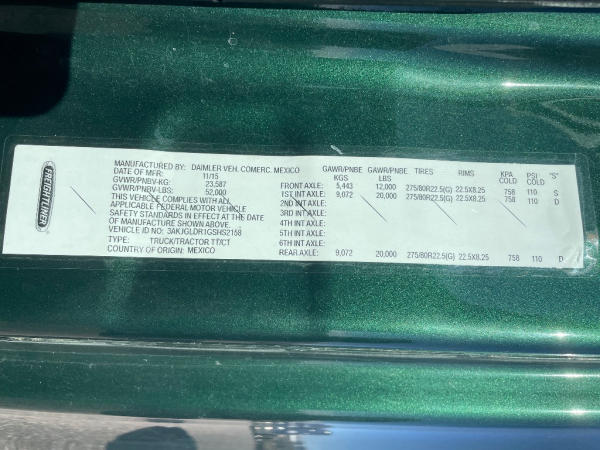 FREIGHTLINER
MANUFACTURED BY: DAIMLER VEH. COMERC. MEXICO
DATE OF MFR: 11/15
GVWR/PNBV-KG: 23,587
GVWR/PNBV-LBS: 52,000
THIS VEHICLE COMPLIES WITH ALL
APPLICABLE FEDERAL MOTOR VEHICLE
SAFETY STANDARDS IN EFFECT AT THE DATE
OF MANUFACTURE SHOWN ABOVE.
VEHICLE ID NO: 3AKJGLDR1GSHS2158
TYPE: TRUCK/TRACTOR TT/CT
COUNTRY OF ORIGIN: MEXICO
GAWR/PNBE GAWR/PNBE TIRES RIMS KPA PSI "S"
KGS LBS COLD COLD
FRONT AXLE: 5,443 12,000 275/80R22.5(G) 22.5X8.25 758 110 S
1ST INT AXLE: 9,072 20,000 275/80R22.5(G) 22.5X8.25 758 110 D
2ND INT AXLE:
3RD INT AXLE:
4TH INT AXLE:
5TH INT AXLE:
6TH INT AXLE:
REAR AXLE: 9,072 20,000 275/80R22.5(G) 22.5X8.25 758 110 D